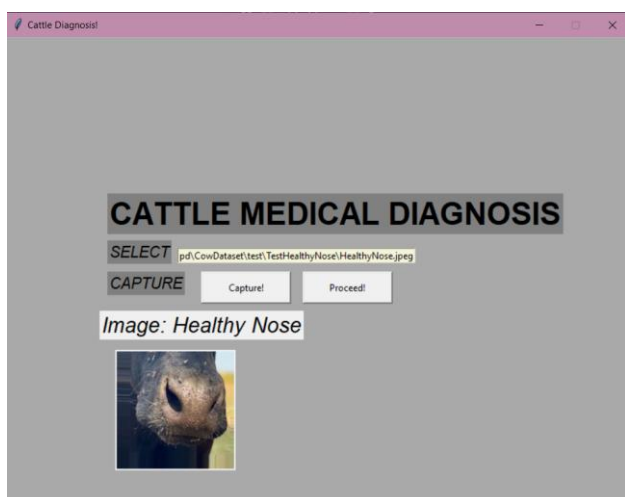 Cattle Diagnosis!
CATTLE MEDICAL DIAGNOSIS
SELECT pd\CowDataset\test\TestHealthyNose\HealthyNose.jpeg
CAPTURE Capture! Proceed!
Image: Healthy Nose